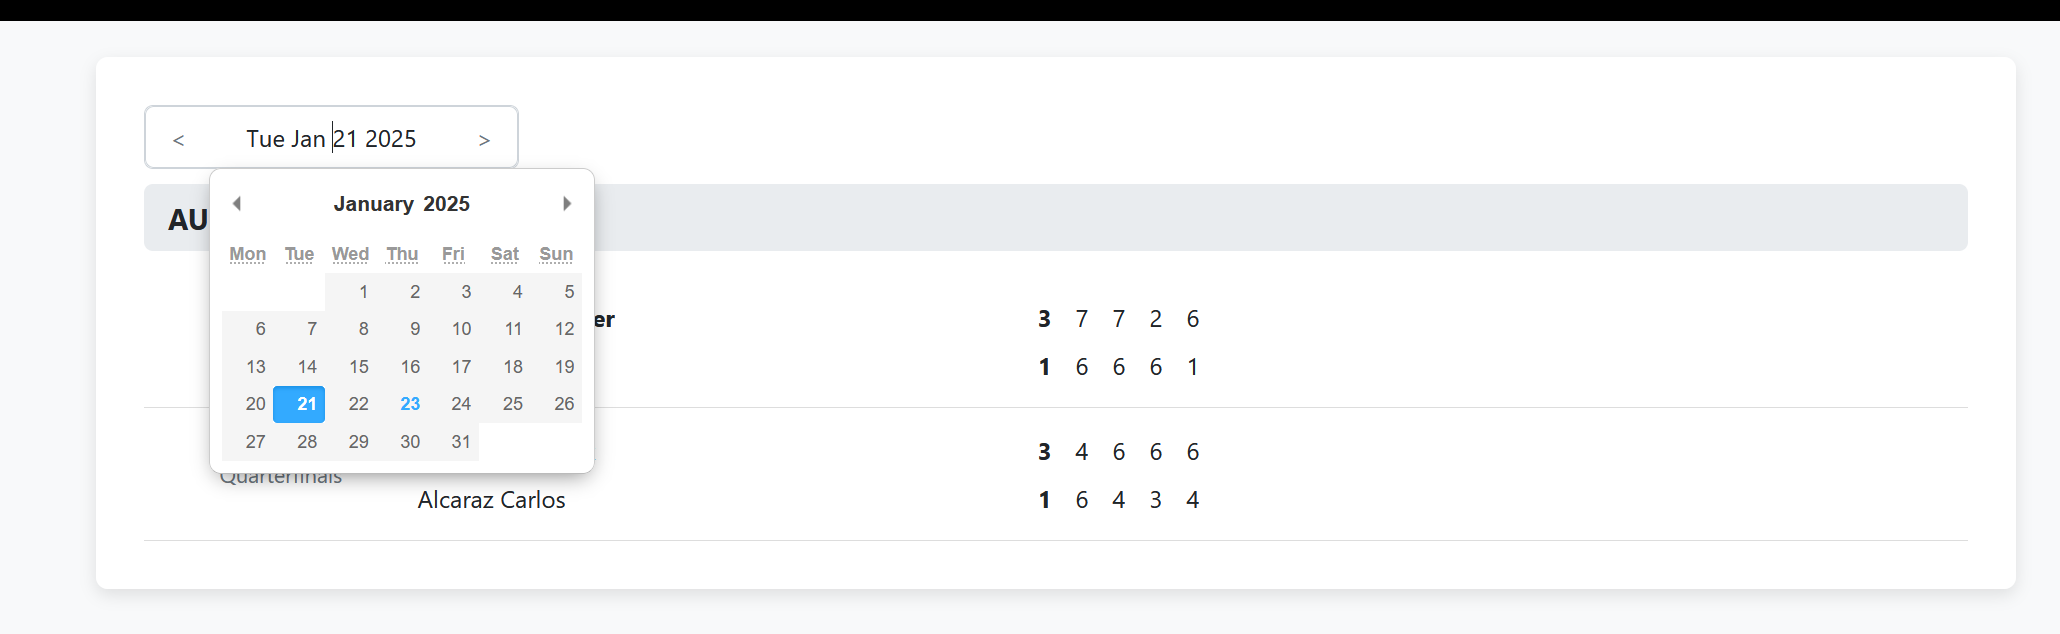 < Tue Jan 21 2025 >
January 2025
AU
Mon Tue Wed Thu Fri Sat Sun
1 2 3 4 5
6 7 8 9 10 11 12
13 14 15 16 17 18 19
20 21 22 23 24 25 26
27 28 29 30 31
er 3 7 7 2 6
1 6 6 6 1
3 4 6 6 6
Quarterfinals
Alcaraz Carlos 1 6 4 3 4